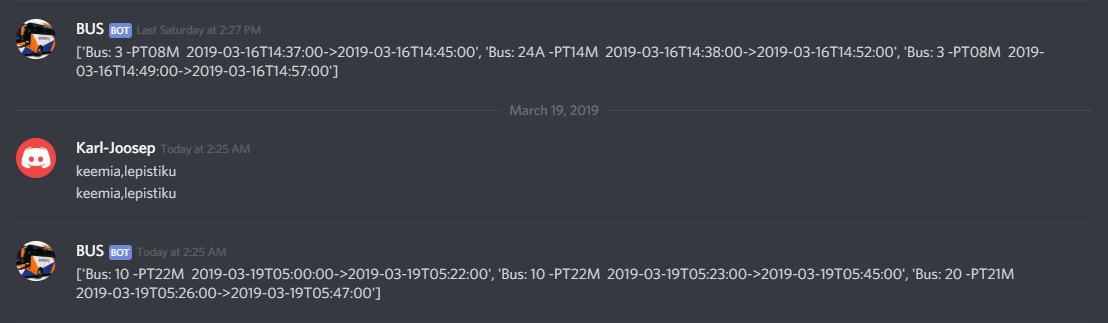 BUS BOT Last Saturday at 2:27 PM
['Bus: 3 -PT08M 2019-03-16T14:37:00->2019-03-16T14:45:00', 'Bus: 24A -PT14M 2019-03-16T14:38:00->2019-03-16T14:52:00', 'Bus: 3 -PT08M 2019-
03-16T14:49:00->2019-03-16T14:57:00']
March 19, 2019
Karl-Joosep Today at 2:25 AM
keemia,lepistiku
keemia,lepistiku
BUS BOT Today at 2:25 AM
['Bus: 10 -PT22M 2019-03-19T05:00:00->2019-03-19T05:22:00', 'Bus: 10 -PT22M 2019-03-19T05:23:00->2019-03-19T05:45:00', 'Bus: 20 -PT21M
2019-03-19T05:26:00->2019-03-19T05:47:00']